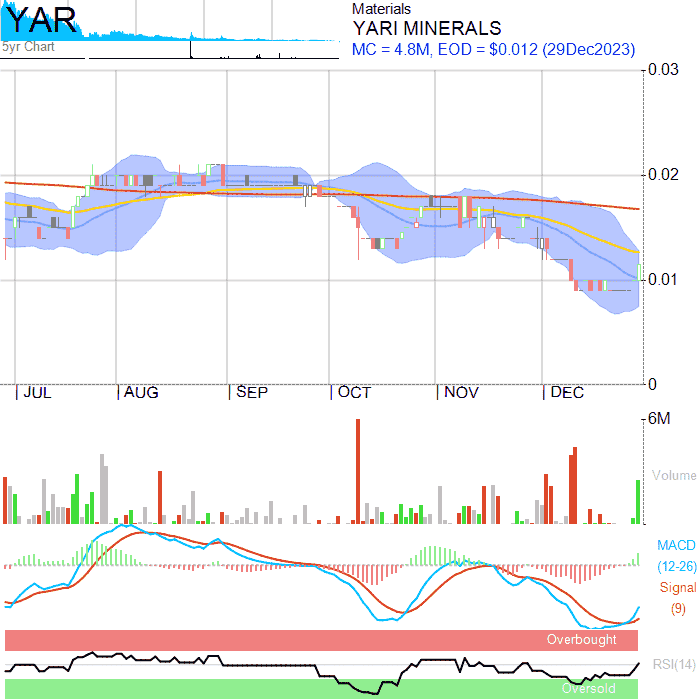 YAR
5yr Chart
Materials
YARI MINERALS
MC = 4.8M, EOD = $0.012 (29Dec2023)
0.03
0.02
0.01
0
JUL AUG SEP OCT NOV DEC
6M
Volume
MACD
(12-26)
Signal
(9)
Overbought
RSI(14)
Oversold